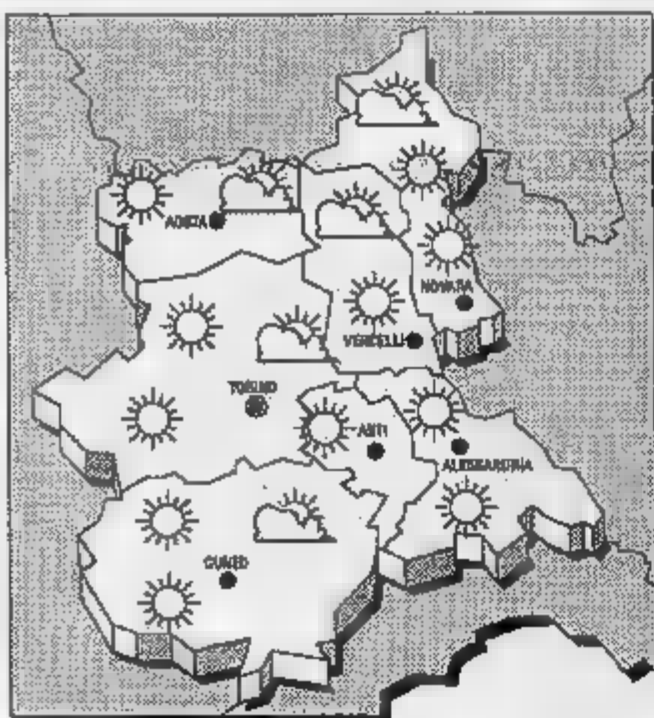 AOSTA
NOVARA
VERCELLI
TORINO
ASTI
ALESSANDRIA
CUNEO